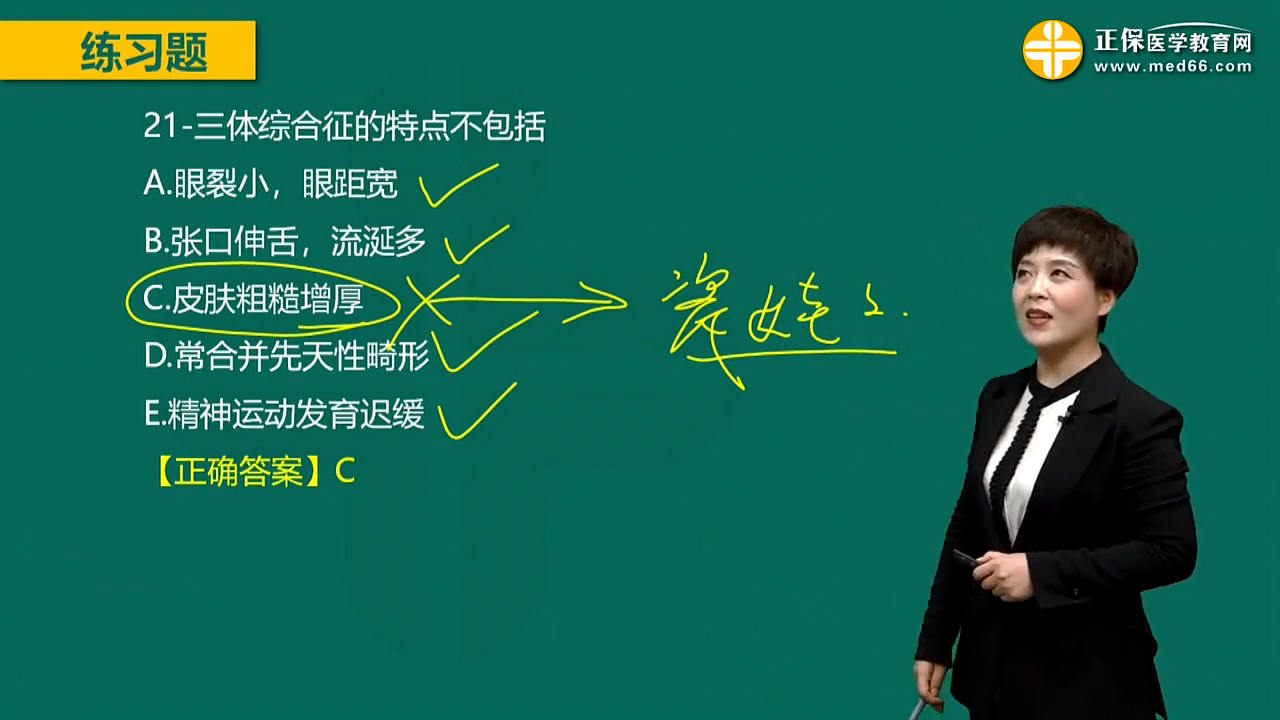 练习题
正保医学教育网
www.med66.com
21-三体综合征的特点不包括
A.眼裂小，眼距宽
B.张口伸舌，流涎多
C.皮肤粗糙增厚
D.常合并先天性畸形
E.精神运动发育迟缓
【正确答案】C